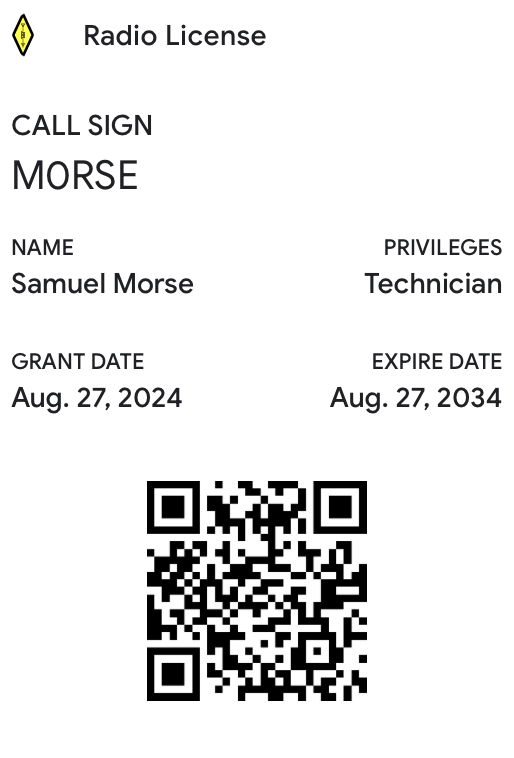 Radio License
CALL SIGN
M0RSE
NAME
PRIVILEGES
Samuel Morse
Technician
GRANT DATE
EXPIRE DATE
Aug. 27, 2024
Aug. 27, 2034